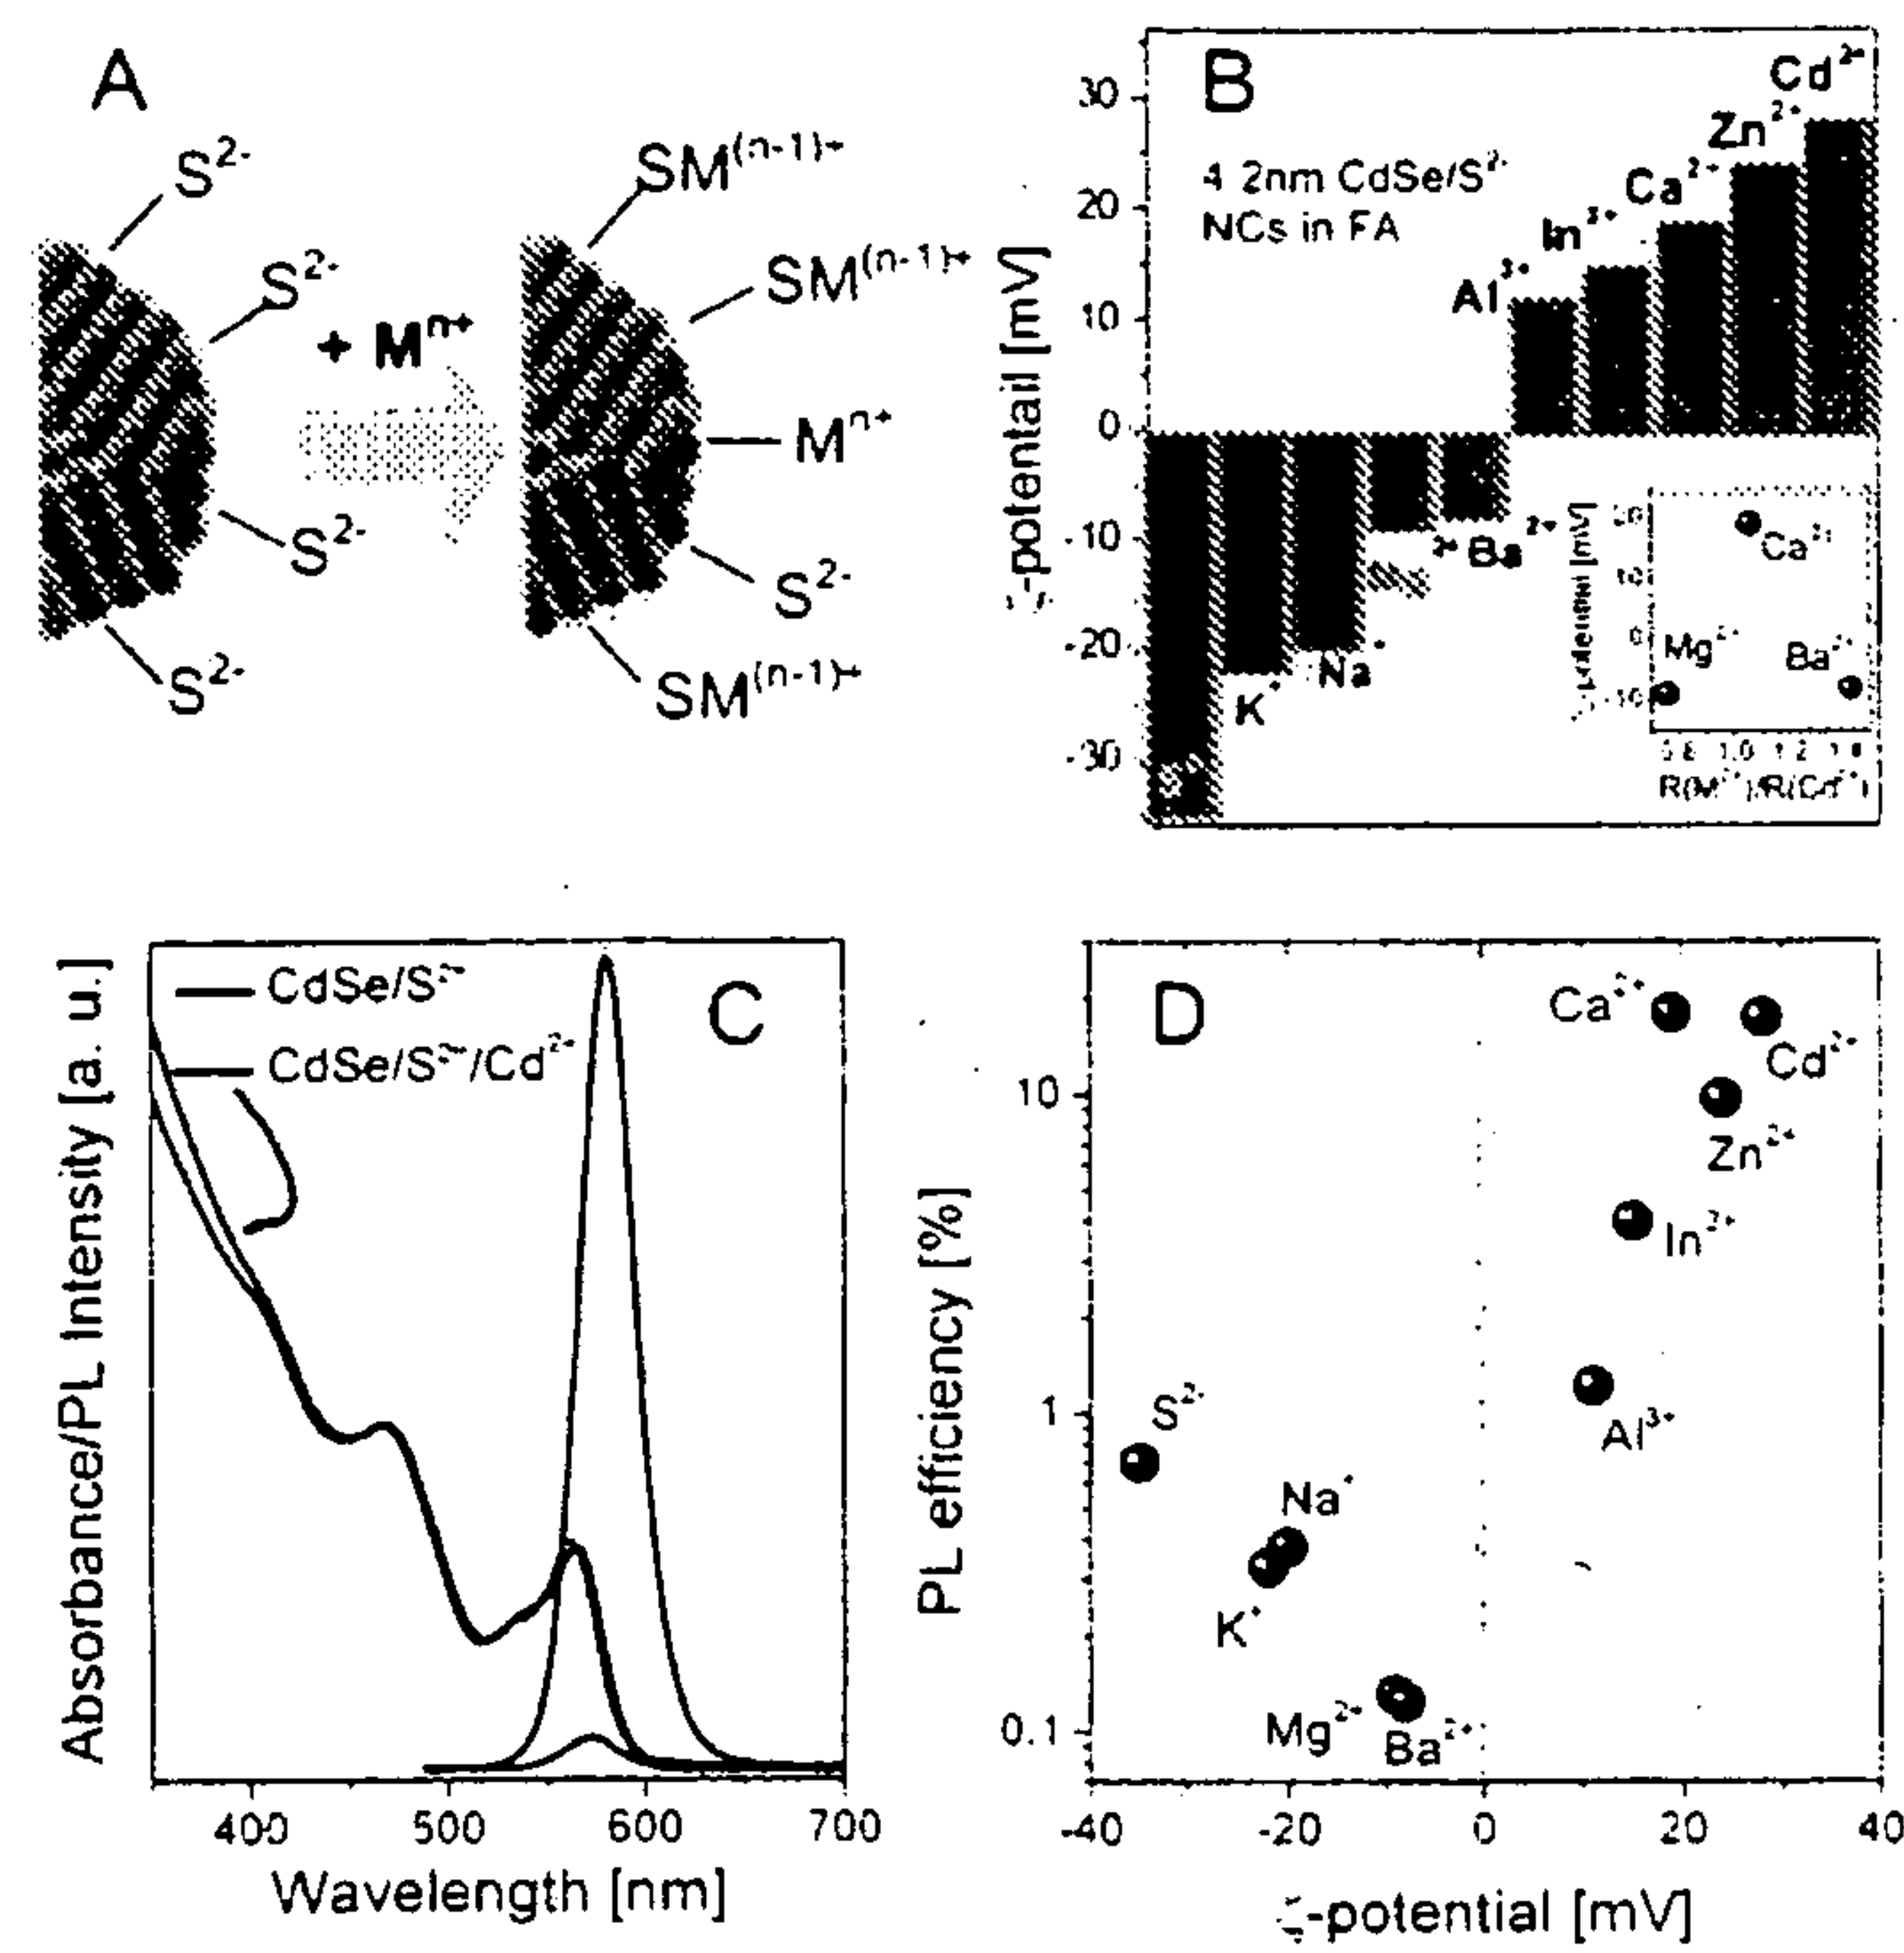 A
S2-
S2-
S2-
S2-
+ Mn+
SM(n-1)+
SM(n-1)+
Mn+
S2-
SM(n-1)+
B
-potentail [mV]
30
20
10
0
-10
-20
-30
4 2nm CdSe/S2-
NCs in FA
K+
Na+
Ba2+
Al3+
In3+
Ca2+
Zn2+
Cd2+
Ca2+
Mg2+
Ba2+
C
Absorbance/PL Intensity [a. u.]
CdSe/S2-
CdSe/S2-/Cd2+
400
500
600
700
Wavelength [nm]
D
PL efficiency [%]
10
1
0.1
S2-
Na+
K+
Mg2+
Ba2+
Ca2+
Cd2+
Zn2+
In3+
Al3+
-40
-20
0
20
40
ζ-potential [mV]